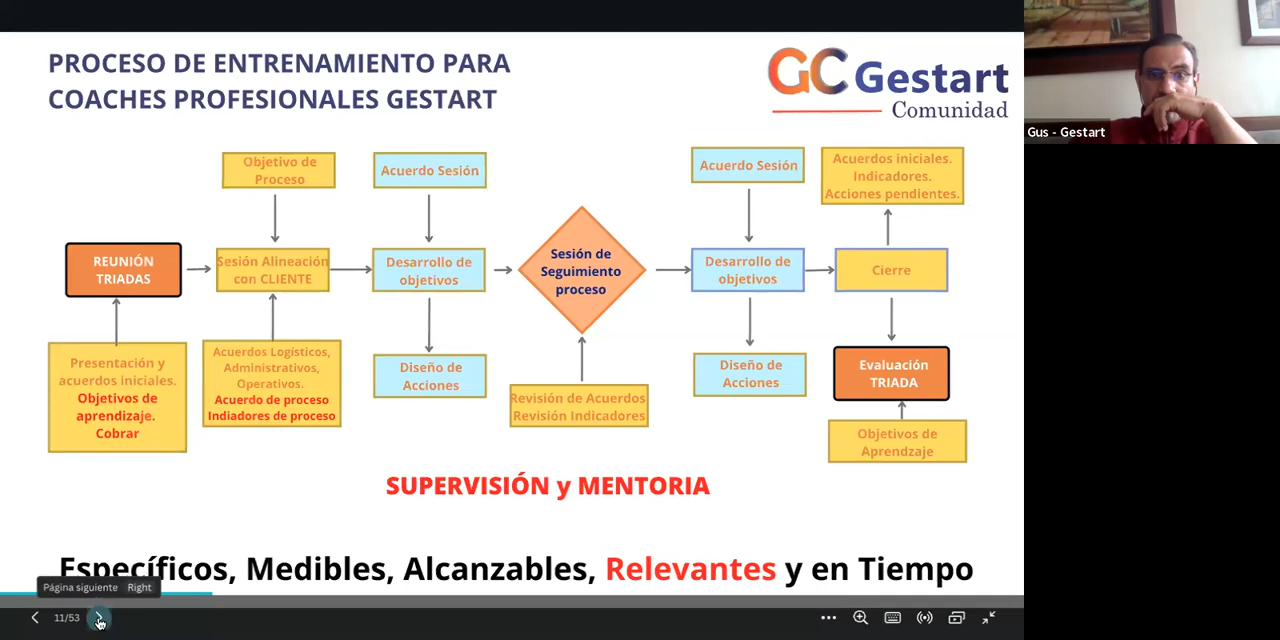 PROCESO DE ENTRENAMIENTO PARA
COACHES PROFESIONALES GESTART
GC Gestart
Comunidad
Gus - Gestart
Objetivo de
Proceso
Acuerdo Sesión
Acuerdo Sesión
Acuerdos iniciales.
Indicadores.
Acciones pendientes.
REUNIÓN
TRIADAS
Sesión Alineación
con CLIENTE
Desarrollo de
objetivos
Sesión de
Seguimiento
proceso
Desarrollo de
objetivos
Cierre
Presentación y
acuerdos iniciales.
Objetivos de
aprendizaje.
Cobrar
Acuerdos Logísticos,
Administrativos,
Operativos.
Acuerdo de proceso
Indiadores de proceso
Diseño de
Acciones
Revisión de Acuerdos
Revisión Indicadores
Diseño de
Acciones
Evaluación
TRIADA
Objetivos de
Aprendzaje
SUPERVISIÓN y MENTORIA
Específicos, Medibles, Alcanzables, Relevantes y en Tiempo
Página siguiente Right
11/53